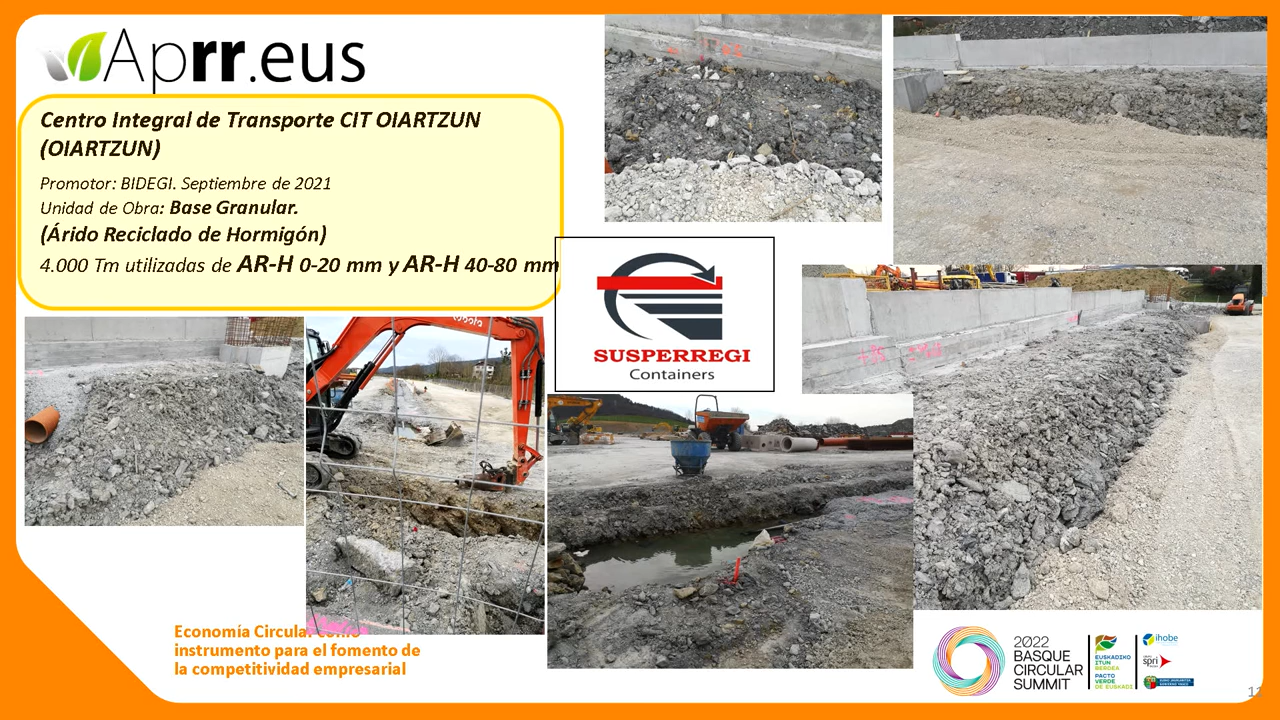 Aprr.eus
Centro Integral de Transporte CIT OIARTZUN
(OIARTZUN)
Promotor: BIDEGI. Septiembre de 2021
Unidad de Obra: Base Granular.
(Árido Reciclado de Hormigón)
4.000 Tm utilizadas de AR-H 0-20 mm y AR-H 40-80 mm
SUSPERREGI
Containers
Kubota
Economía Circular como
instrumento para el fomento de
la competitividad empresarial
2022
BASQUE
CIRCULAR
SUMMIT
EUSKADIKO
ITUN
BERDEA
PACTO
VERDE
DE EUSKADI
ihobe
spri